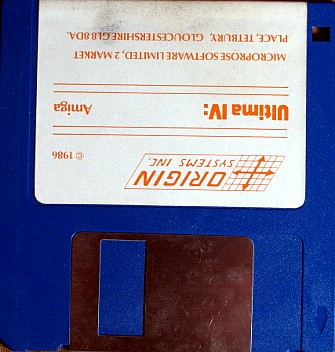 ORIGIN
SYSTEMS INC.
© 1986
Ultima IV:
Amiga
MICROPROSE SOFTWARE LIMITED, 2 MARKET
PLACE, TETBURY, GLOUCESTERSHIRE GL8 8DA.